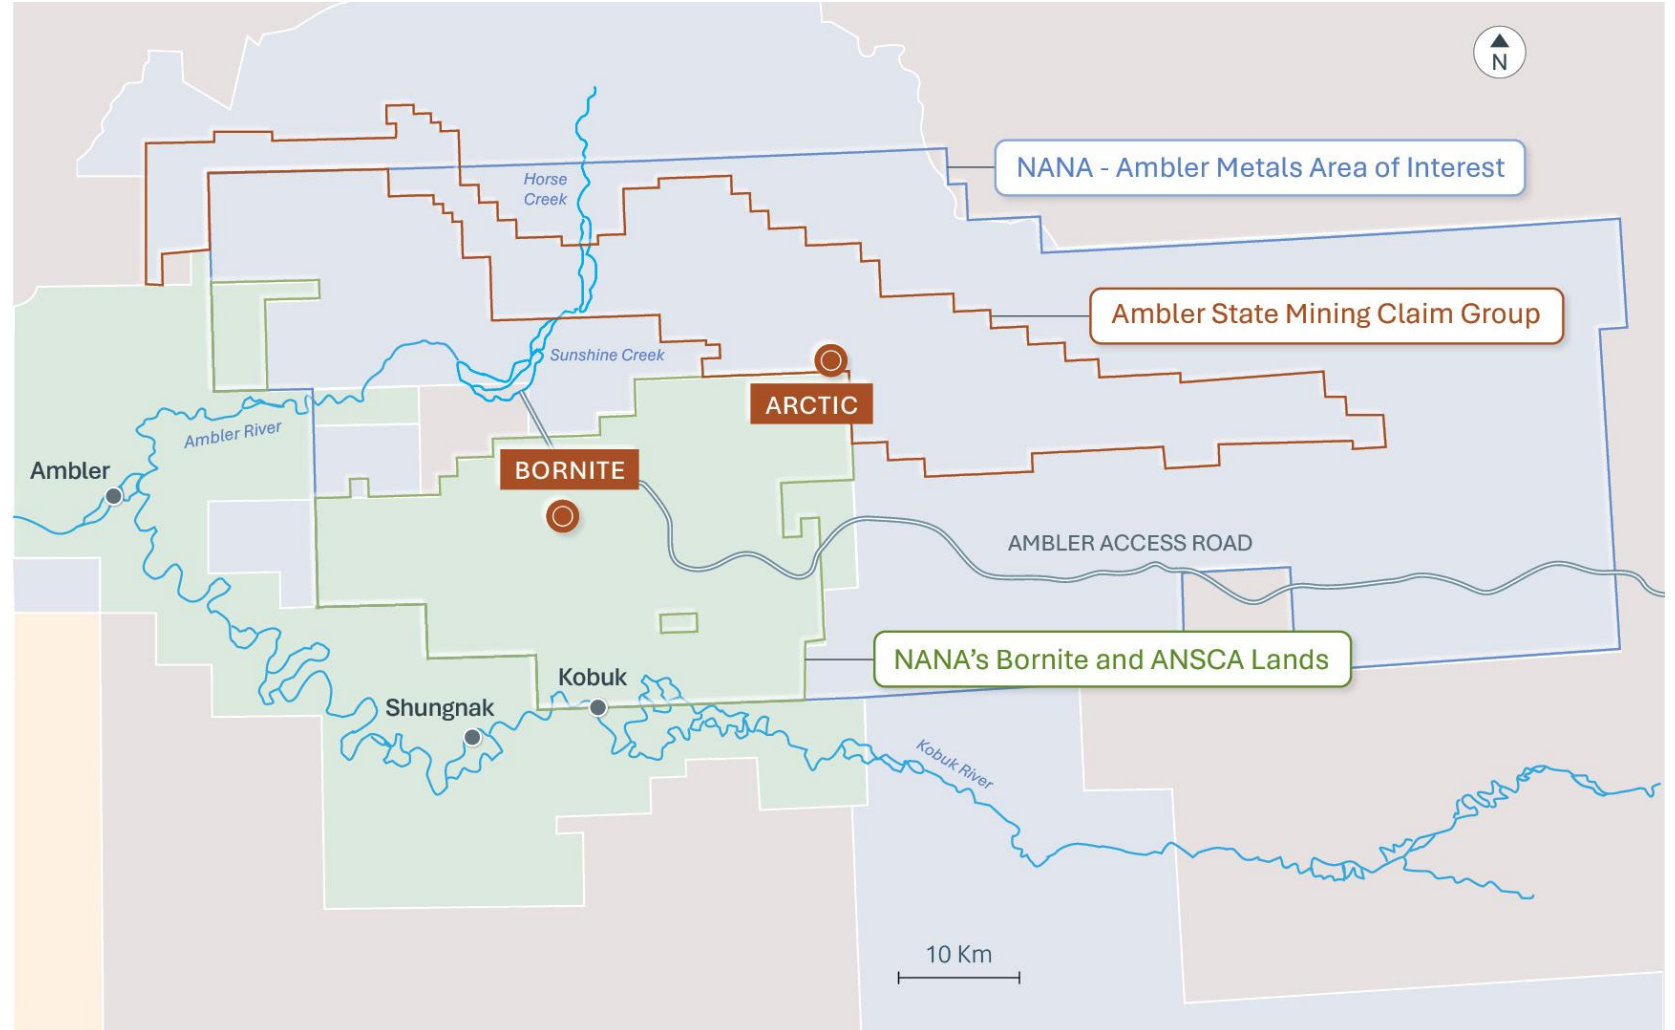 N
NANA - Ambler Metals Area of Interest
Horse
Creek
Ambler State Mining Claim Group
Sunshine Creek
ARCTIC
Ambler River
Ambler
BORNITE
AMBLER ACCESS ROAD
NANA's Bornite and ANSCA Lands
Kobuk
Shungnak
Kobuk River
10 Km